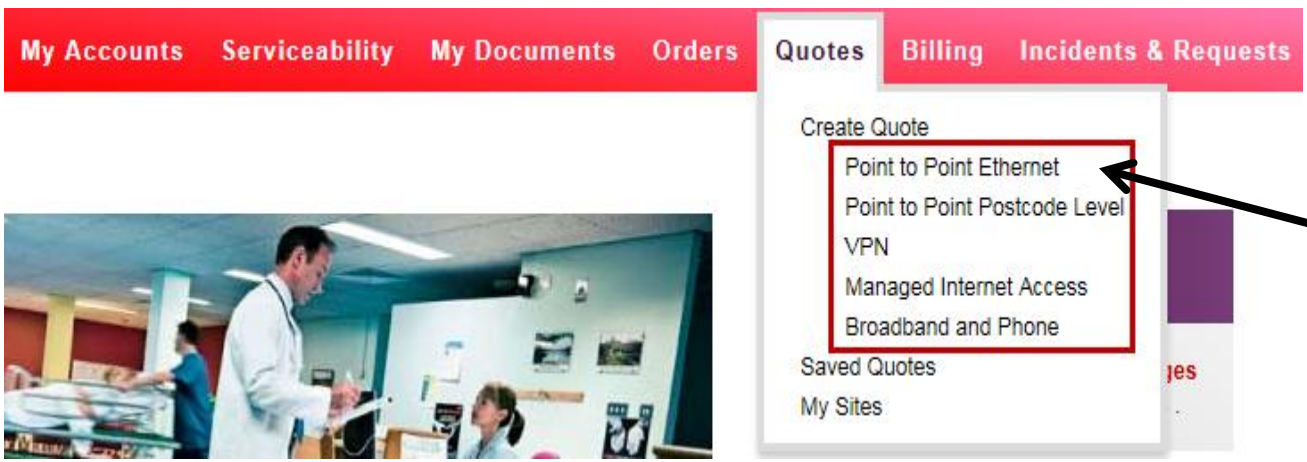 My Accounts Serviceability My Documents Orders Quotes Billing Incidents & Requests
Create Quote
Point to Point Ethernet
Point to Point Postcode Level
VPN
Managed Internet Access
Broadband and Phone
Saved Quotes
My Sites